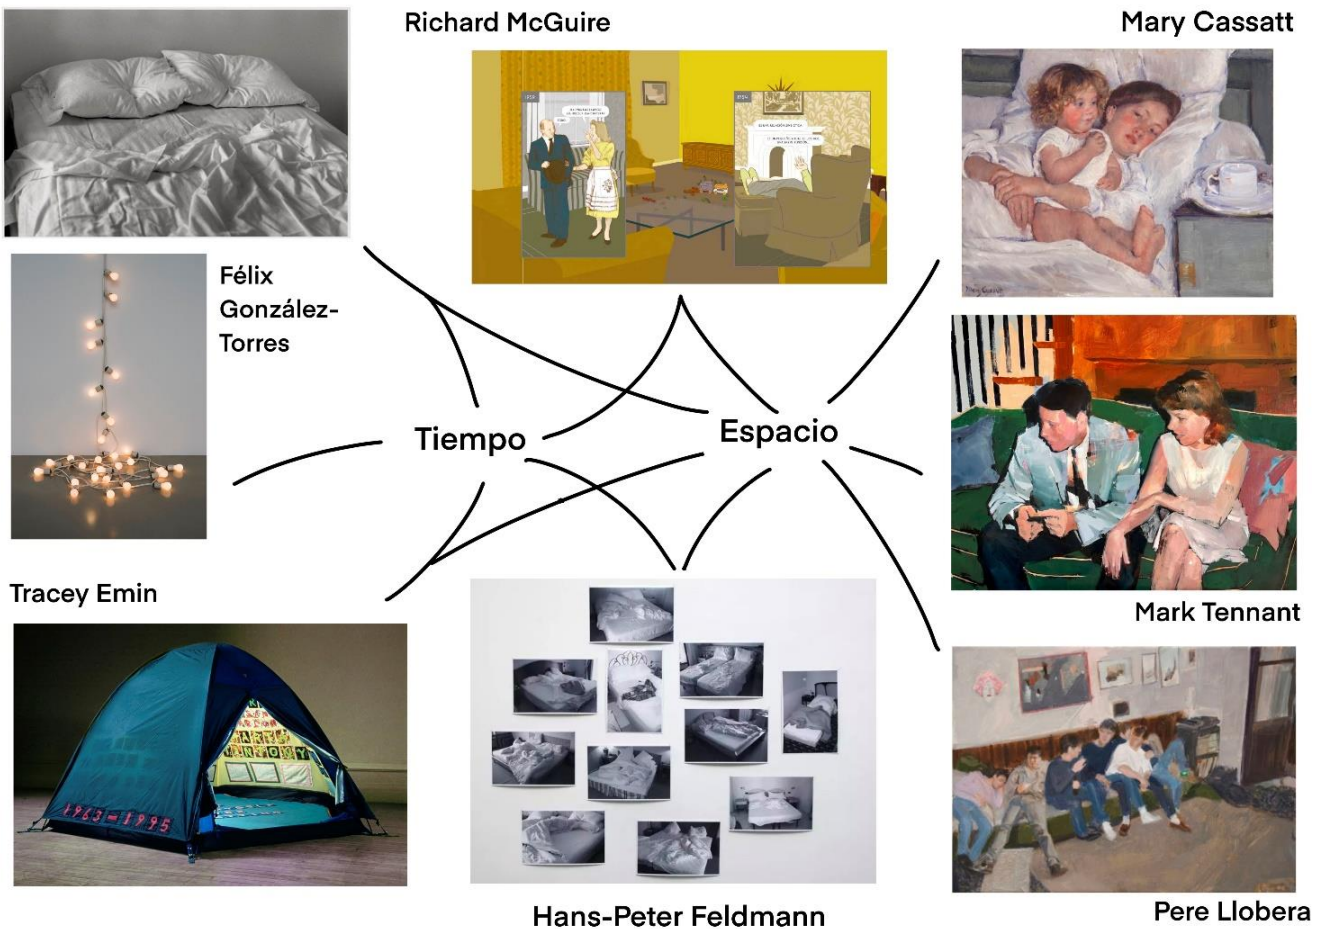 Richard McGuire
Mary Cassatt
Félix
González-
Torres
Tiempo
Espacio
Tracey Emin
1963-1995
Mark Tennant
Hans-Peter Feldmann
Pere Llobera